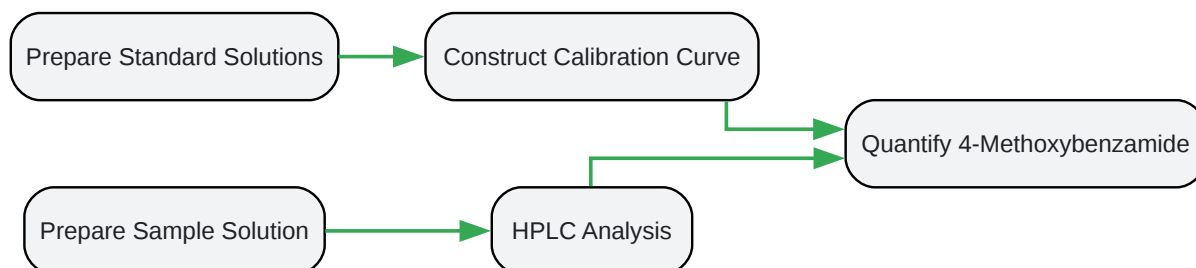 Prepare Standard Solutions
Construct Calibration Curve
Quantify 4-Methoxybenzamide
Prepare Sample Solution
HPLC Analysis